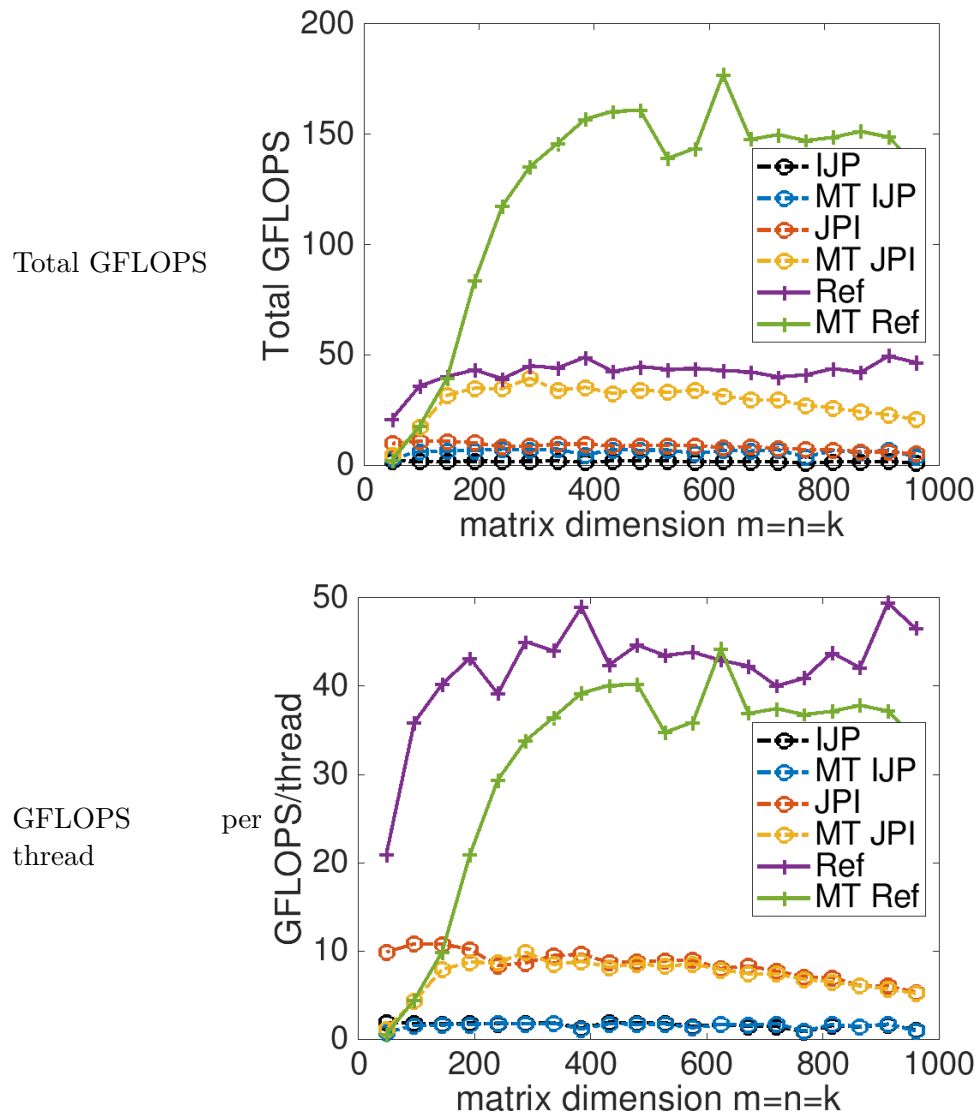 Total GFLOPS
Total GFLOPS
200
150
100
50
0
IJP
MT IJP
JPI
MT JPI
Ref
MT Ref
0
200
400
600
800
1000
matrix dimension m=n=k
GFLOPS per
thread
GFLOPS/thread
50
40
30
20
10
0
IJP
MT IJP
JPI
MT JPI
Ref
MT Ref
0
200
400
600
800
1000
matrix dimension m=n=k